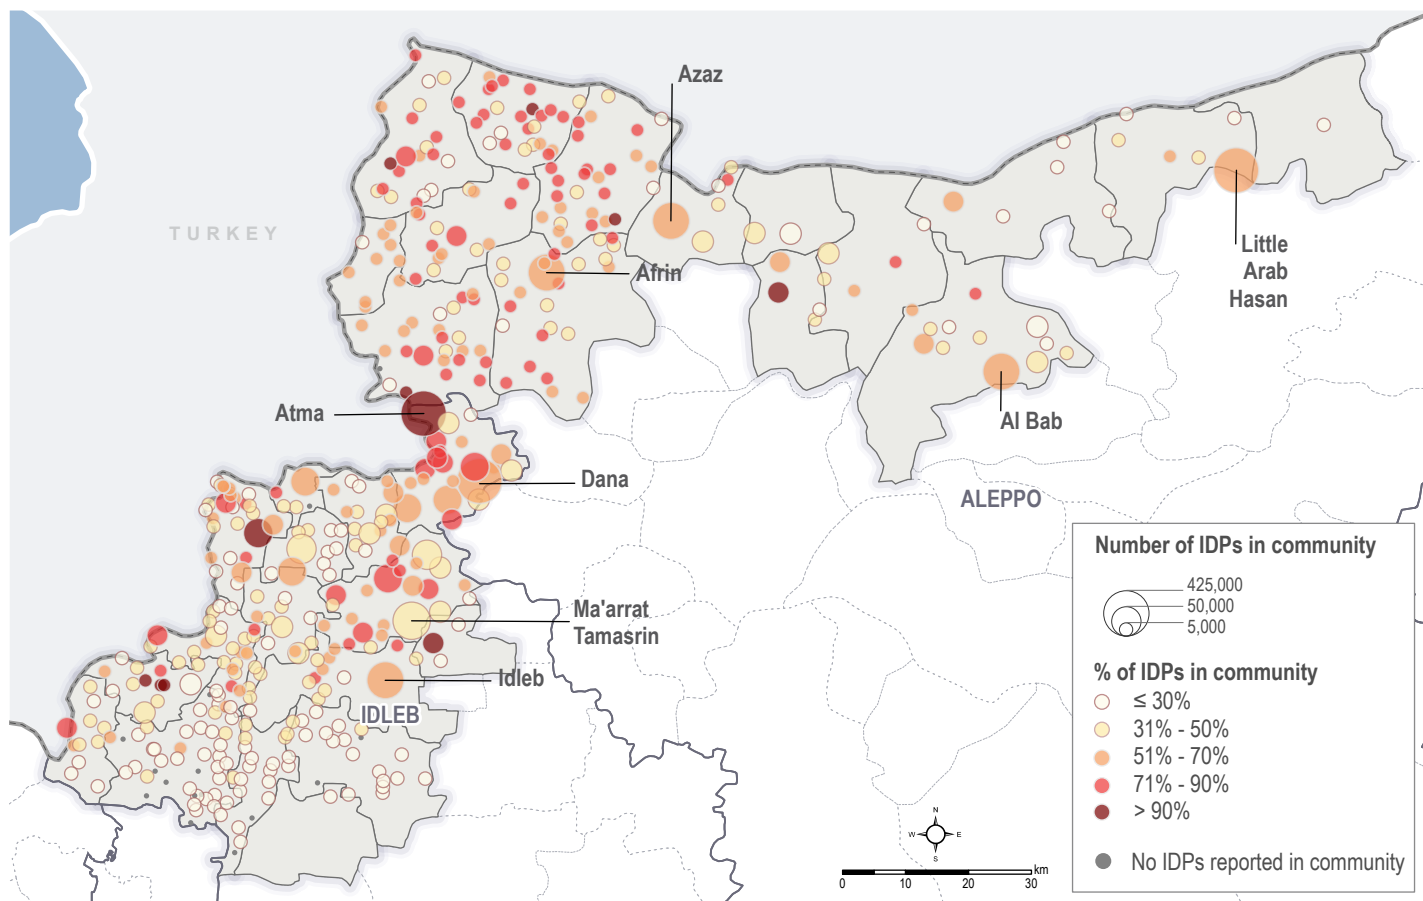 Azaz
TURKEY
Afrin
Little
Arab
Hasan
Atma
Al Bab
Dana
ALEPPO
Ma'arrat
Tamasrin
Idleb
IDLEB
Number of IDPs in community
425,000
50,000
5,000
% of IDPs in community
≤ 30%
31% - 50%
51% - 70%
71% - 90%
> 90%
No IDPs reported in community
N
W E
S
km
0 10 20 30